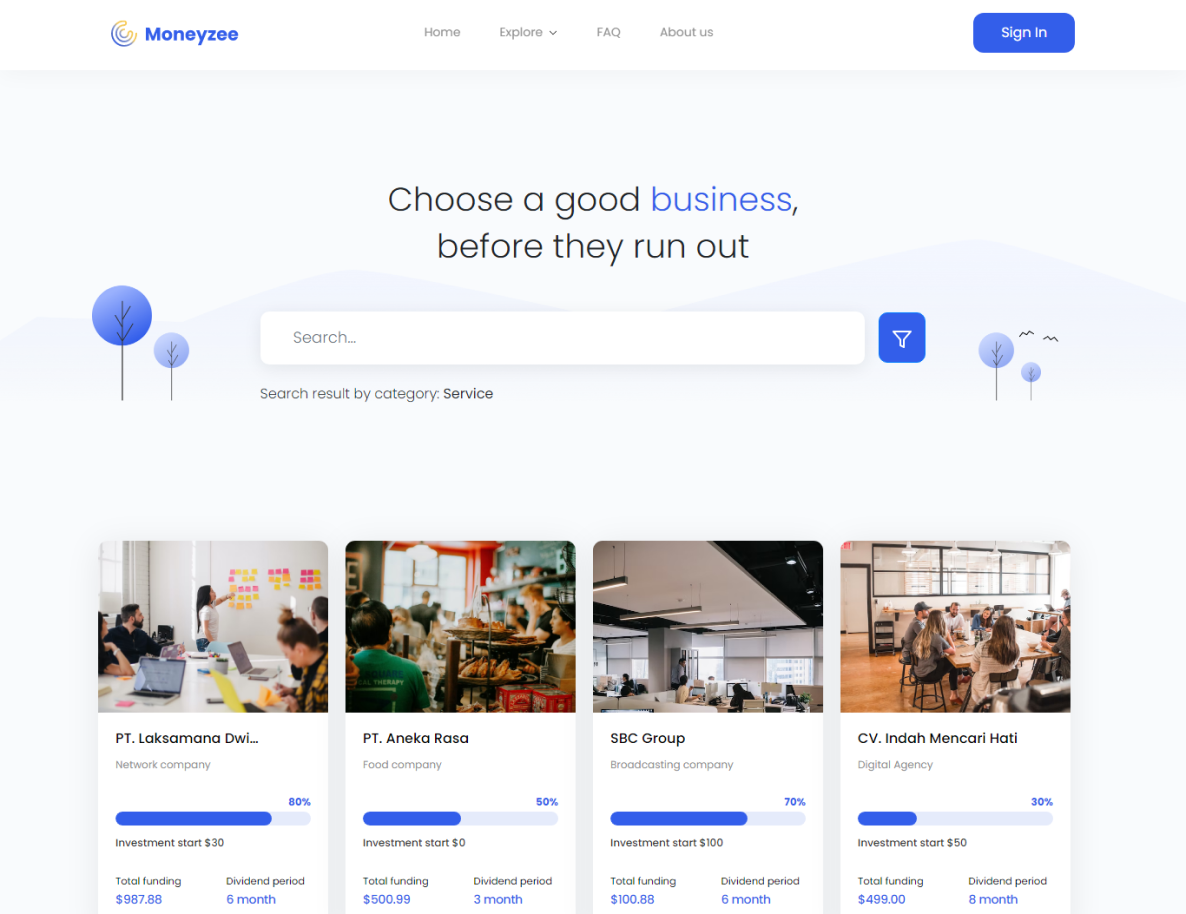 Moneyzee
Home
Explore
FAQ
About us
Sign In
Choose a good business,
before they run out
Search...
Search result by category: Service
PT. Laksamana Dwi...
Network company
80%
Investment start $30
Total funding
Dividend period
$987.88
6 month
PT. Aneka Rasa
Food company
50%
Investment start $0
Total funding
Dividend period
$500.99
3 month
SBC Group
Broadcasting company
70%
Investment start $100
Total funding
Dividend period
$100.88
6 month
CV. Indah Mencari Hati
Digital Agency
30%
Investment start $50
Total funding
Dividend period
$499.00
8 month